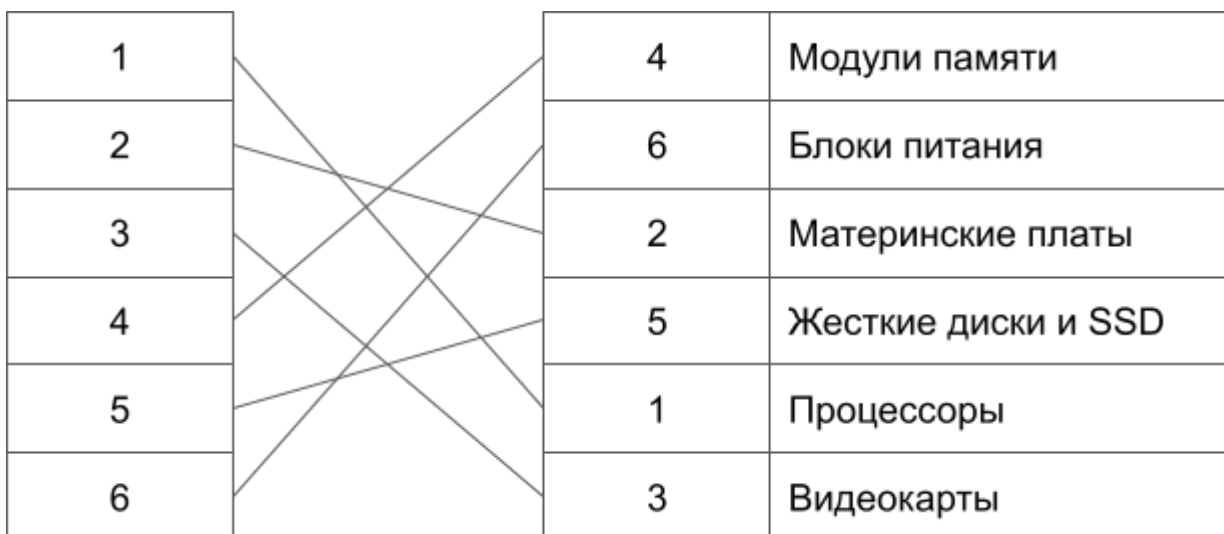 1 4 Модули памяти
2 6 Блоки питания
3 2 Материнские платы
4 5 Жесткие диски и SSD
5 1 Процессоры
6 3 Видеокарты